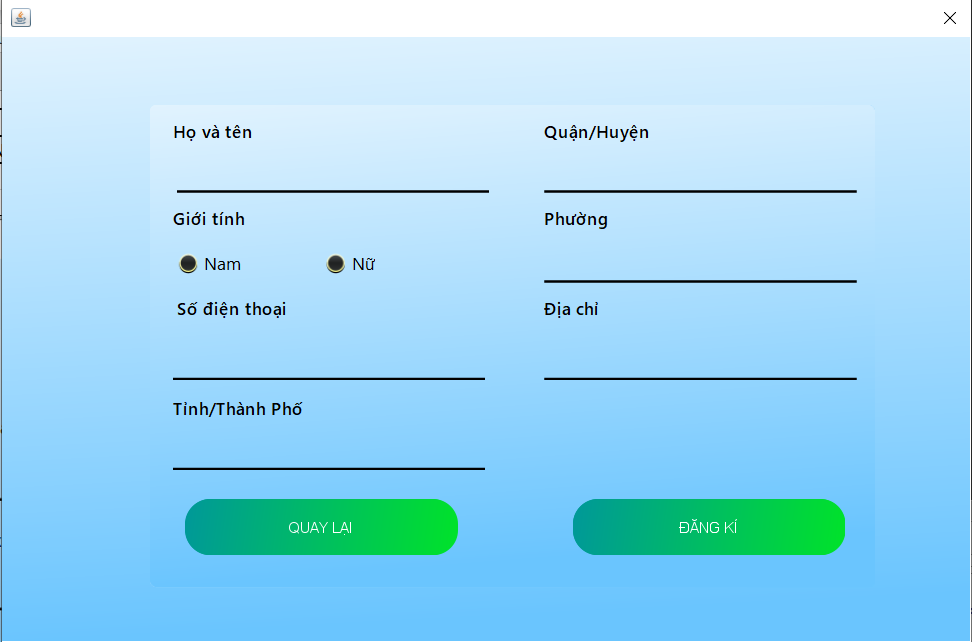 Họ và tên
Quận/Huyện
Giới tính
Phường
Nam
Nữ
Số điện thoại
Địa chỉ
Tỉnh/Thành Phố
QUAY LẠI
ĐĂNG KÍ